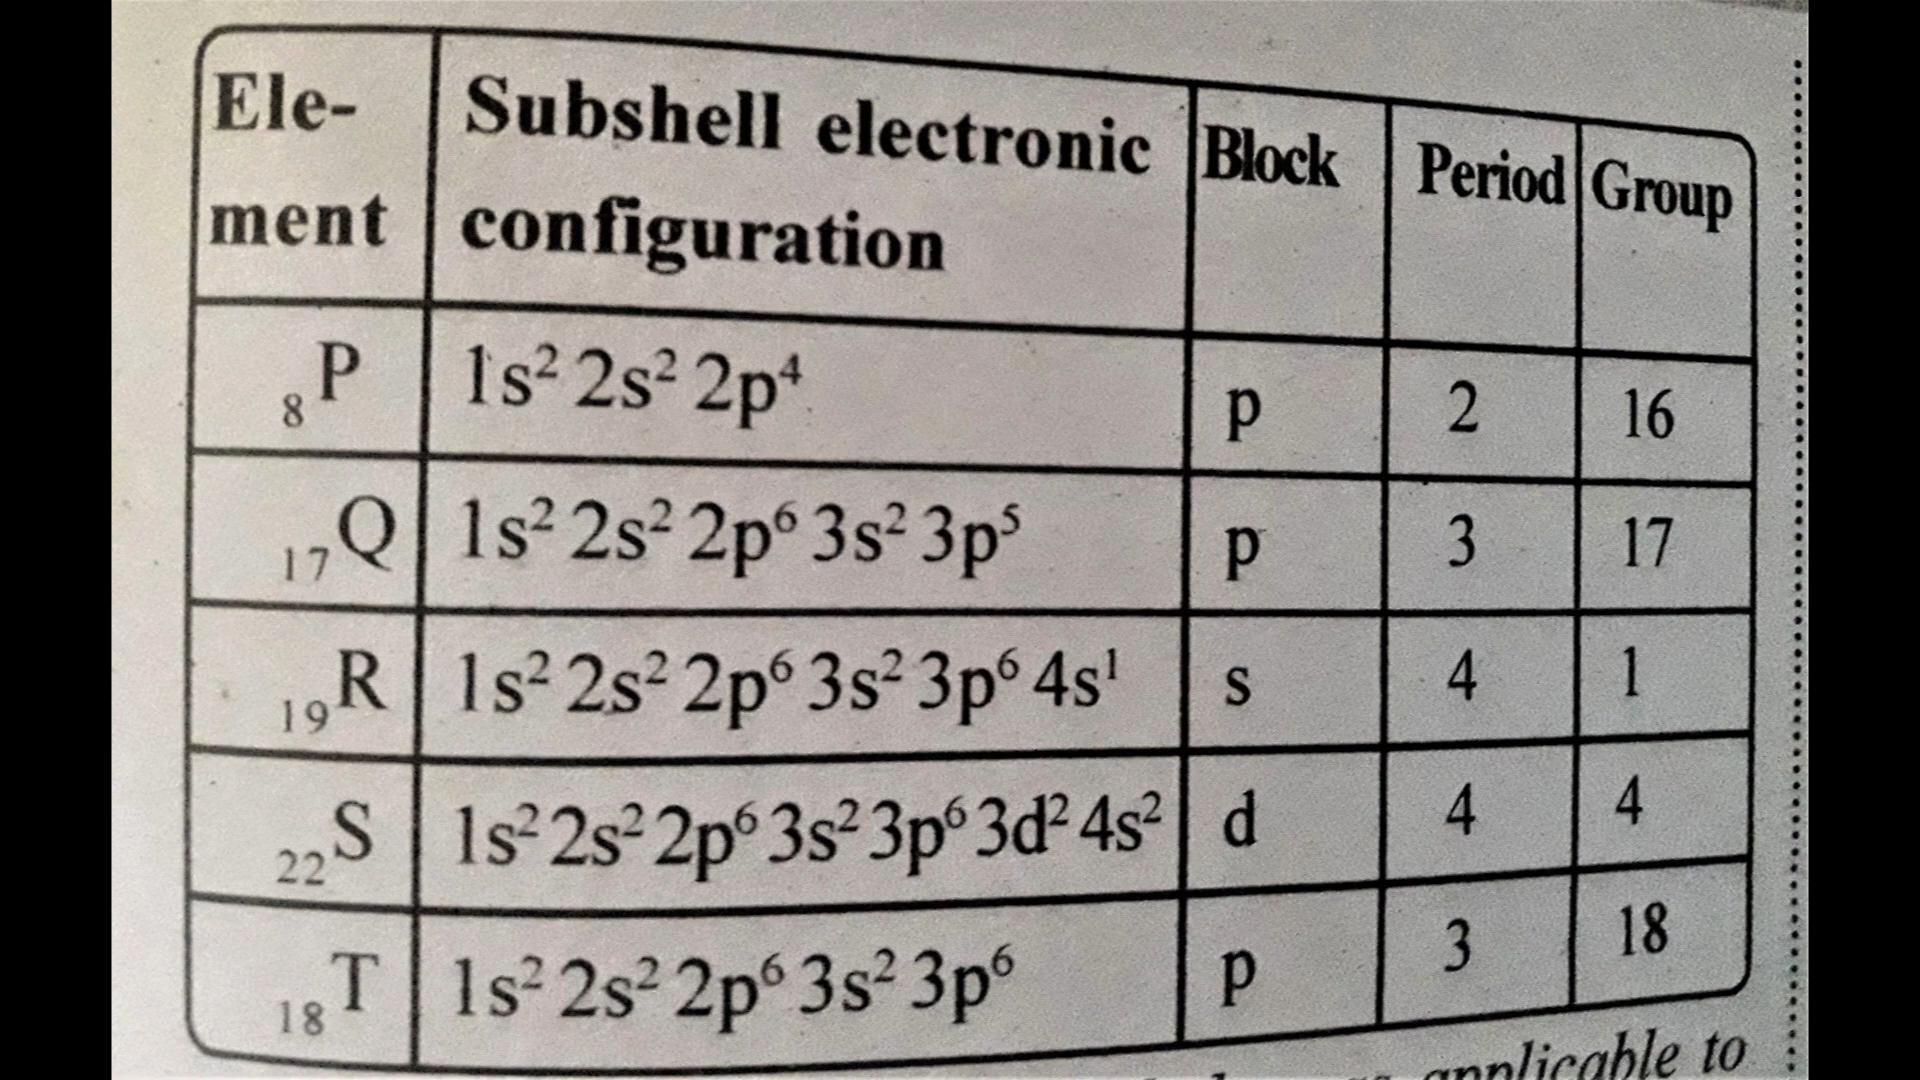 Ele-ment Subshell electronic configuration Block Period Group
₈P 1s² 2s² 2p⁴ p 2 16
₁₇Q 1s² 2s² 2p⁶ 3s² 3p⁵ p 3 17
₁₉R 1s² 2s² 2p⁶ 3s² 3p⁶ 4s¹ s 4 1
₂₂S 1s² 2s² 2p⁶ 3s² 3p⁶ 3d² 4s² d 4 4
₁₈T 1s² 2s² 2p⁶ 3s² 3p⁶ p 3 18
applicable to